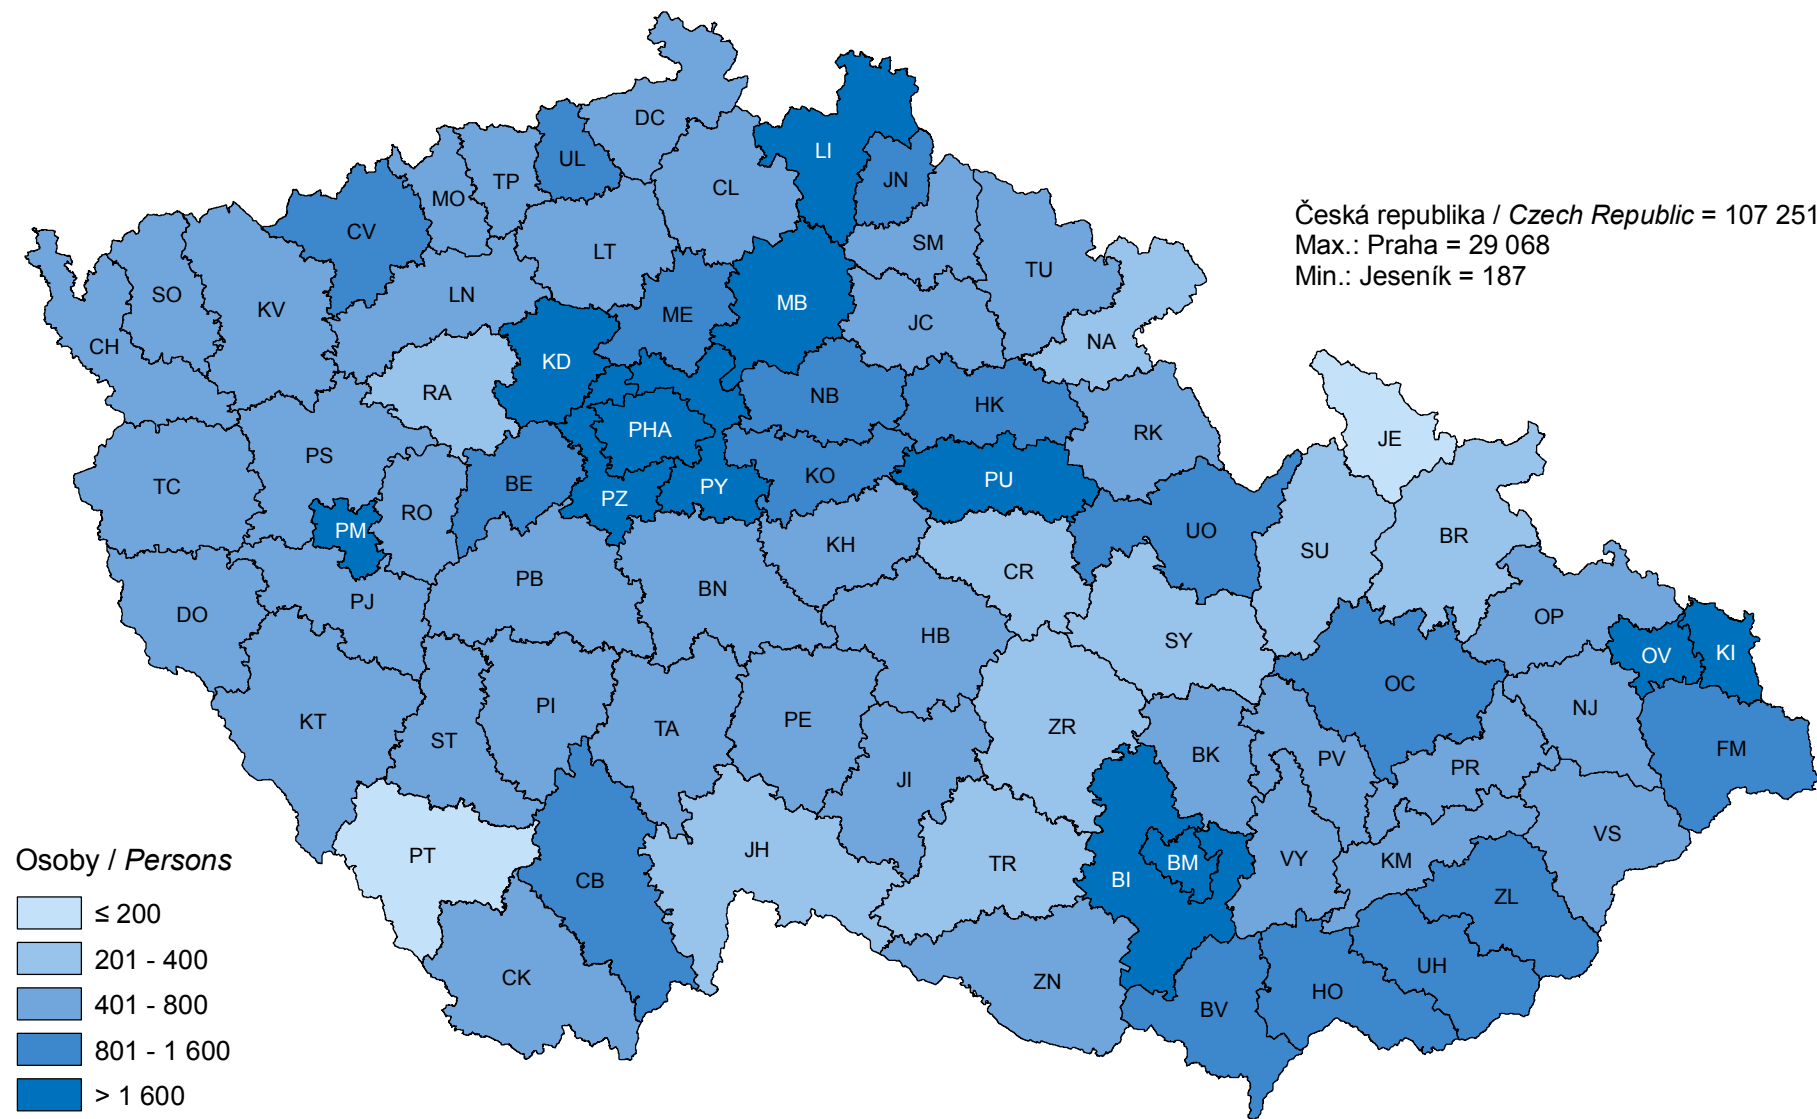 DC
LI
UL
TP
CL
JN
MO
CV
SM
LT
TU
Česká republika / Czech Republic = 107 251
Max.: Praha = 29 068
Min.: Jeseník = 187
SO
LN
KV
MB
ME
JC
CH
NA
KD
RA
NB
HK
PHA
RK
JE
PS
TC
BE
KO
PU
PY
PZ
RO
PM
UO
SU
BR
KH
CR
PB
BN
PJ
DO
OP
HB
SY
OV
KI
OC
PI
KT
ST
TA
PE
ZR
NJ
FM
BK
PV
PR
JI
VS
Osoby / Persons
PT
JH
TR
BM
VY
KM
CB
BI
ZL
≤ 200
201 - 400
UH
CK
ZN
HO
401 - 800
BV
801 - 1 600
> 1 600